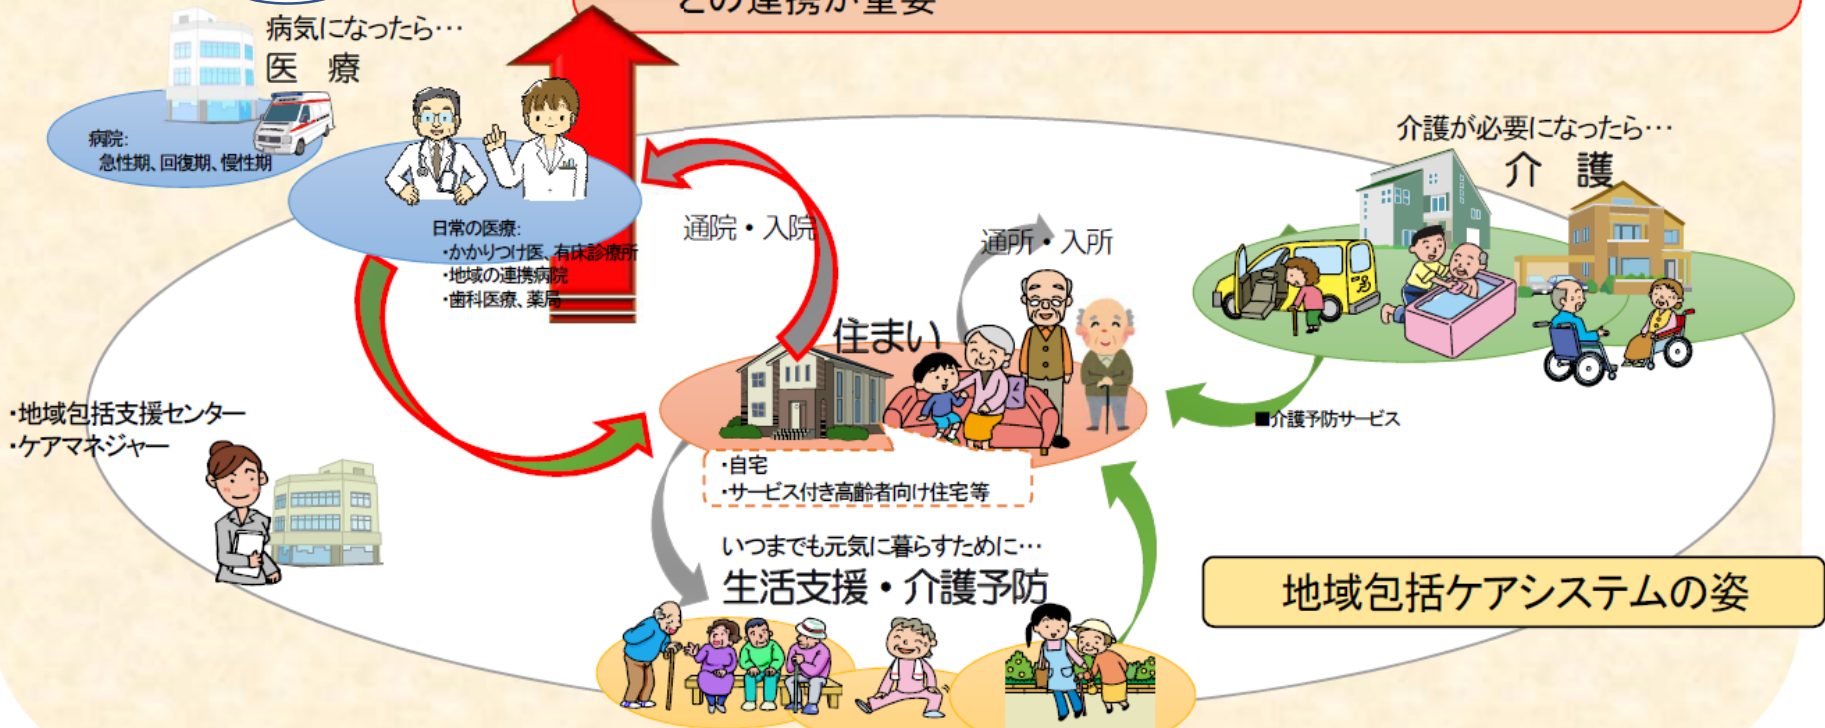 との連携が重要
病気になったら…
医 療
病院:
急性期、回復期、慢性期
日常の医療:
・かかりつけ医、有床診療所
・地域の連携病院
・歯科医療、薬局
通院・入院
通所・入所
介護が必要になったら…
介 護
住まい
■介護予防サービス
・地域包括支援センター
・ケアマネジャー
・自宅
・サービス付き高齢者向け住宅等
いつまでも元気に暮らすために…
生活支援・介護予防
地域包括ケアシステムの姿